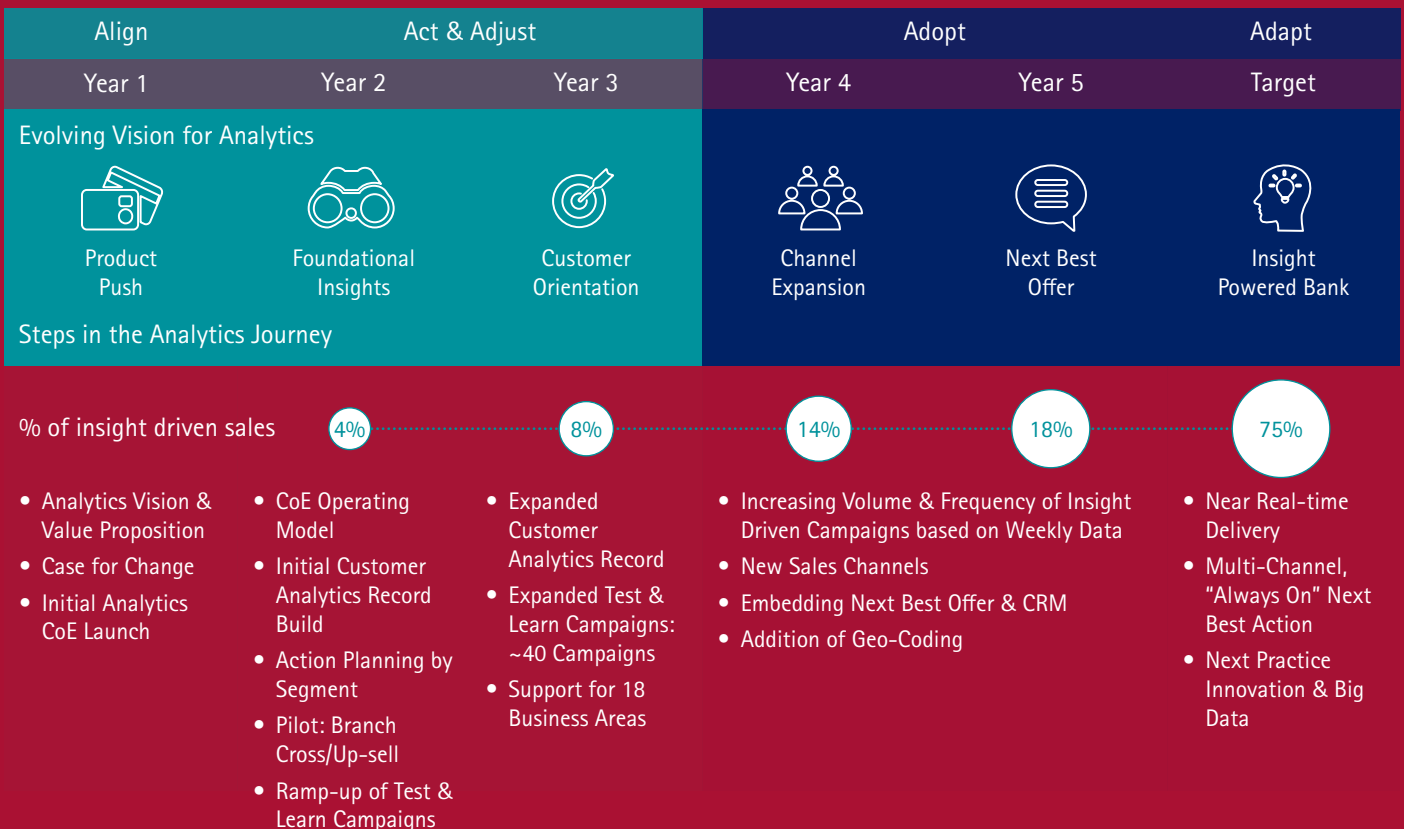 Align
Act & Adjust
Adopt
Adapt
Year 1
Year 2
Year 3
Year 4
Year 5
Target
Evolving Vision for Analytics
Product
Push
Foundational
Insights
Customer
Orientation
Channel
Expansion
Next Best
Offer
Insight
Powered Bank
Steps in the Analytics Journey
% of insight driven sales
4%
8%
14%
18%
75%
• Analytics Vision &
Value Proposition
• Case for Change
• Initial Analytics
CoE Launch
• CoE Operating
Model
• Initial Customer
Analytics Record
Build
• Action Planning by
Segment
• Pilot: Branch
Cross/Up-sell
• Ramp-up of Test &
Learn Campaigns
• Expanded
Customer
Analytics Record
• Expanded Test &
Learn Campaigns:
~40 Campaigns
• Support for 18
Business Areas
• Increasing Volume & Frequency of Insight
Driven Campaigns based on Weekly Data
• New Sales Channels
• Embedding Next Best Offer & CRM
• Addition of Geo-Coding
• Near Real-time
Delivery
• Multi-Channel,
"Always On" Next
Best Action
• Next Practice
Innovation & Big
Data